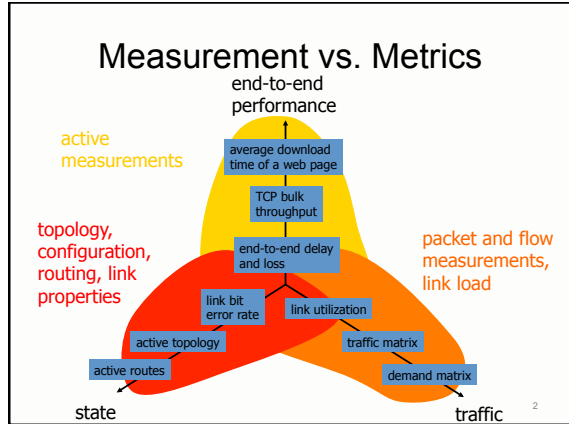 Measurement vs. Metrics
end-to-end
performance
active
measurements
average download
time of a web page
TCP bulk
throughput
topology,
configuration,
routing, link
properties
end-to-end delay
and loss
packet and flow
measurements,
link load
link bit
error rate
link utilization
active topology
traffic matrix
active routes
demand matrix
state
traffic
2